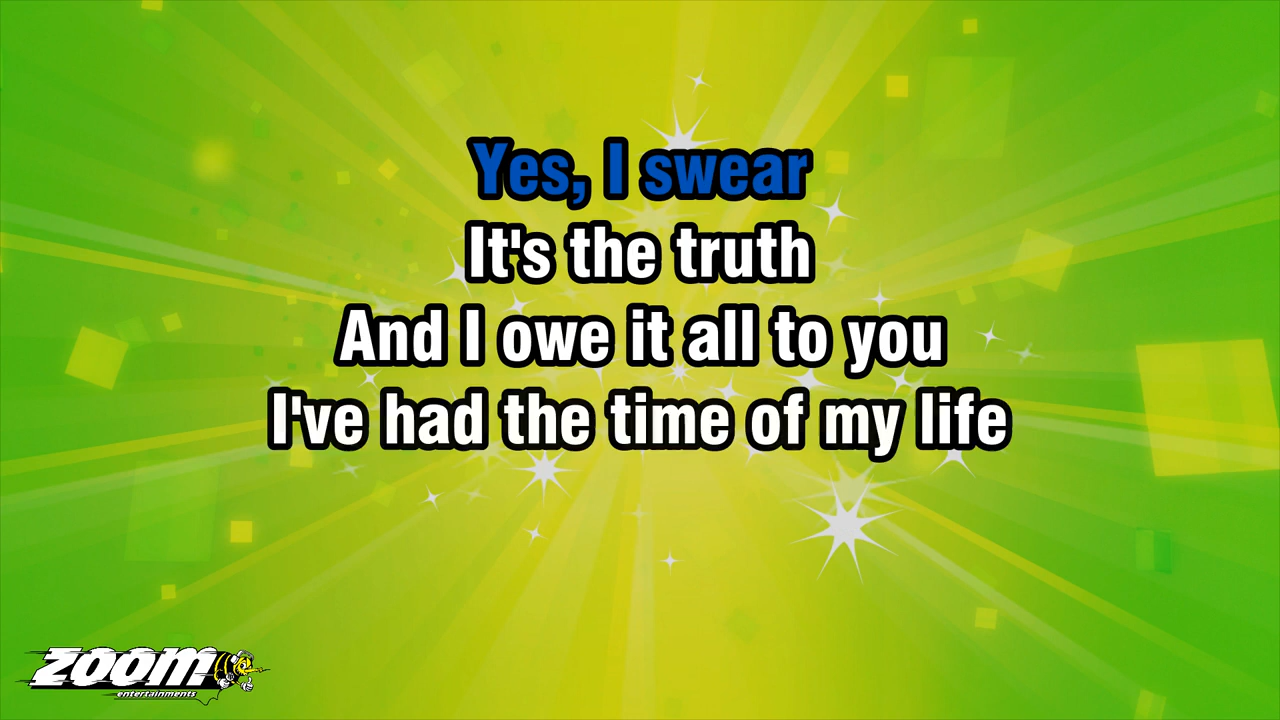 Yes, I swear
It's the truth
And I owe it all to you
I've had the time of my life
zoom
entertainments